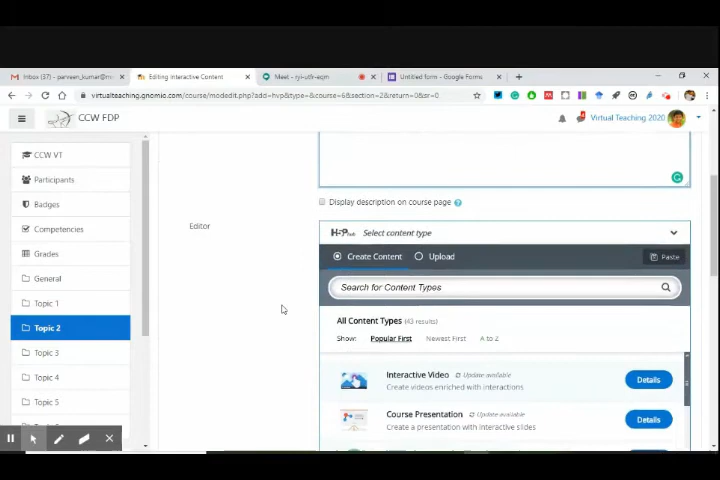 Inbox (37) - parveen_kumar@m
Editing Interactive Content
Meet - ryi-utfr-eqm
Untitled form - Google Forms
virtualteaching.gnomio.com/course/modedit.php?add=hvp&type=&course=6&section=2&return=0&sr=0
CCW FDP
Virtual Teaching 2020
CCW VT
Participants
Badges
Competencies
Grades
General
Topic 1
Topic 2
Topic 3
Topic 4
Topic 5
Display description on course page
Editor
H5P hub Select content type
Create Content
Upload
Paste
Search for Content Types
All Content Types (43 results)
Show: Popular First Newest First A to Z
Interactive Video Update available
Create videos enriched with interactions
Details
Course Presentation Update available
Create a presentation with interactive slides
Details